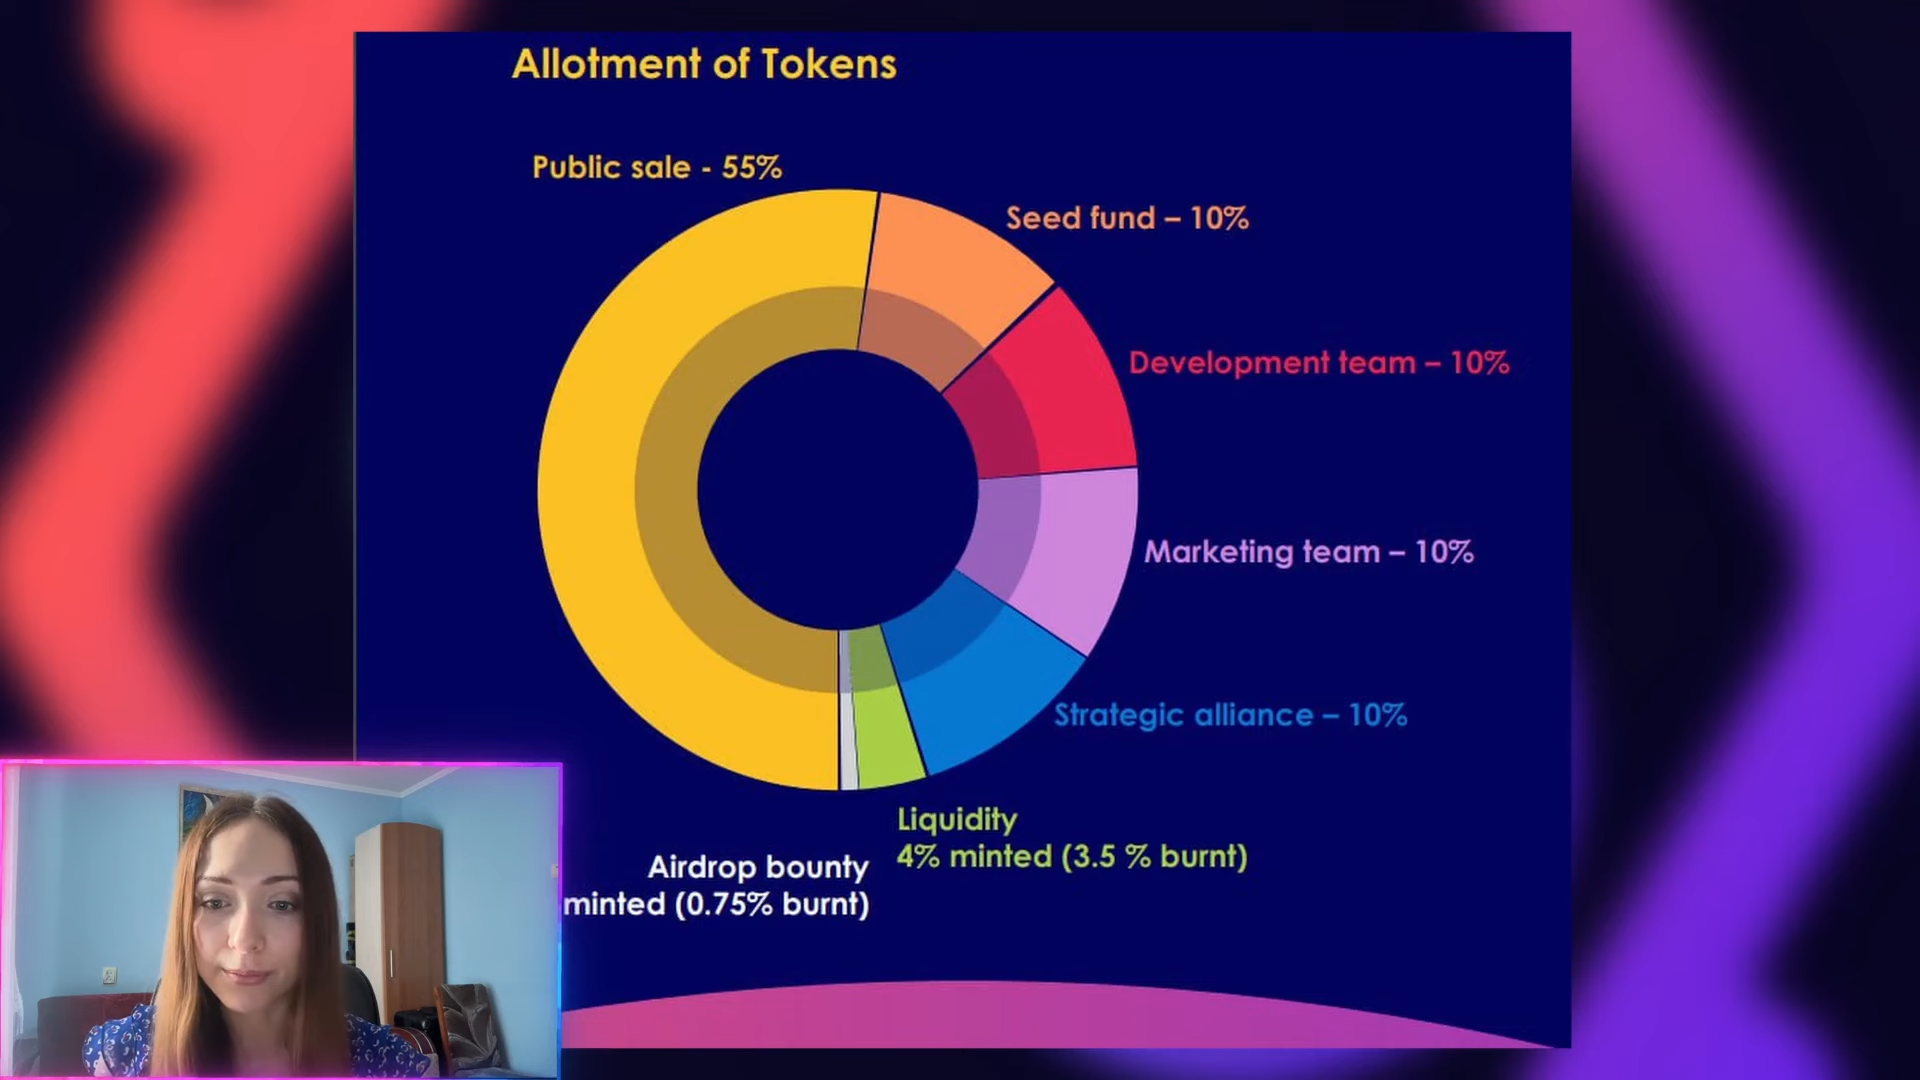 Allotment of Tokens
Public sale - 55%
Seed fund – 10%
Development team – 10%
Marketing team – 10%
Strategic alliance – 10%
Liquidity
4% minted (3.5 % burnt)
Airdrop bounty
minted (0.75% burnt)